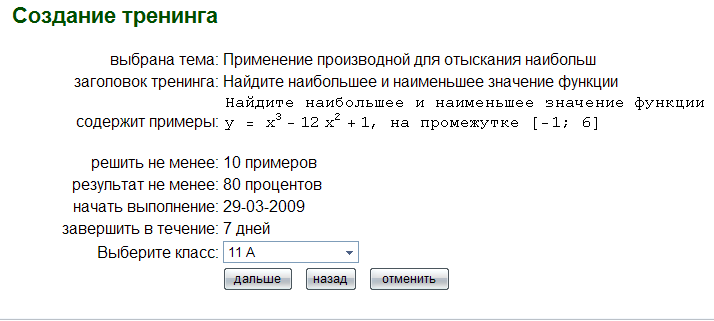 Создание тренинга
выбрана тема: Применение производной для отыскания наибольш
заголовок тренинга: Найдите наибольшее и наименьшее значение функции
Найдите наибольшее и наименьшее значение функции
содержит примеры: y = x³ - 12 x² + 1, на промежутке [-1; 6]
решить не менее: 10 примеров
результат не менее: 80 процентов
начать выполнение: 29-03-2009
завершить в течение: 7 дней
Выберите класс: 11 А
дальше назад отменить